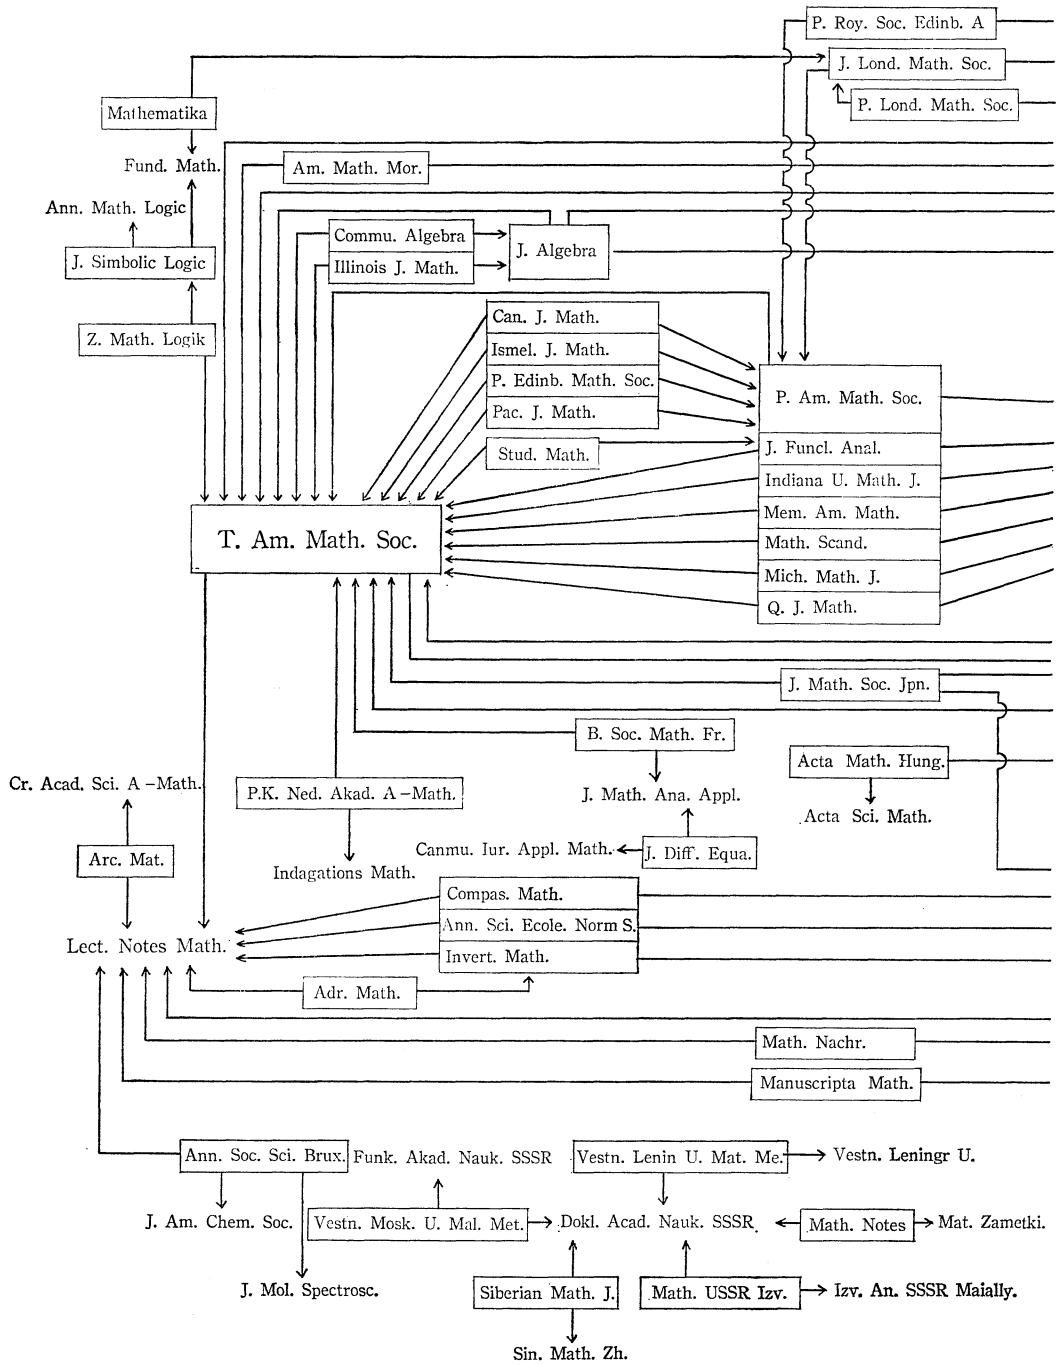 P. Roy. Soc. Edinb. A
J. Lond. Math. Soc.
P. Lond. Math. Soc.
Mathematika
Fund. Math.
Am. Math. Mor.
Ann. Math. Logic
Commu. Algebra
J. Algebra
J. Simbolic Logic
Illinois J. Math.
Can. J. Math.
Z. Math. Logik
Ismel. J. Math.
P. Edinb. Math. Soc.
P. Am. Math. Soc.
Pac. J. Math.
Stud. Math.
J. Funcl. Anal.
Indiana U. Math. J.
Mem. Am. Math.
T. Am. Math. Soc.
Math. Scand.
Mich. Math. J.
Q. J. Math.
J. Math. Soc. Jpn.
B. Soc. Math. Fr.
Acta Math. Hung.
Cr. Acad. Sci. A -Math.
P.K. Ned. Akad. A -Math.
J. Math. Ana. Appl.
Acta Sci. Math.
Arc. Mat.
Canmu. Iur. Appl. Math.
J. Diff. Equa.
Indagations Math.
Compas. Math.
Ann. Sci. Ecole. Norm S.
Lect. Notes Math.
Invert. Math.
Adr. Math.
Math. Nachr.
Manuscripta Math.
Ann. Soc. Sci. Brux.
Funk. Akad. Nauk. SSSR
Vestn. Lenin U. Mat. Me.
Vestn. Leningr U.
J. Am. Chem. Soc.
Vestn. Mosk. U. Mal. Met.
Dokl. Acad. Nauk. SSSR
Math. Notes
Mat. Zametki.
J. Mol. Spectrosc.
Siberian Math. J.
Math. USSR Izv.
Izv. An. SSSR Maially.
Sin. Math. Zh.